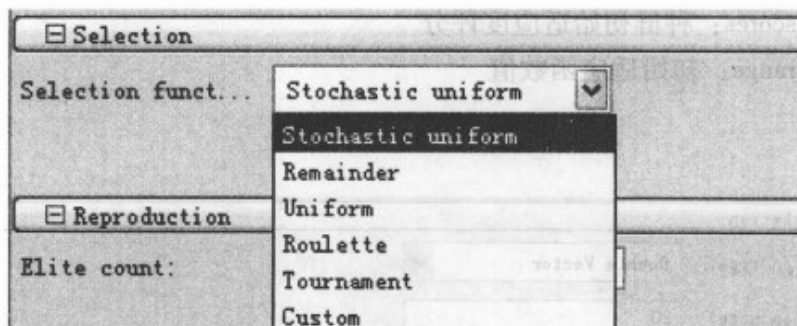 Selection
Selection funct...
Stochastic uniform
Stochastic uniform
Remainder
Uniform
Reproduction
Roulette
Elite count:
Tournament
Custom